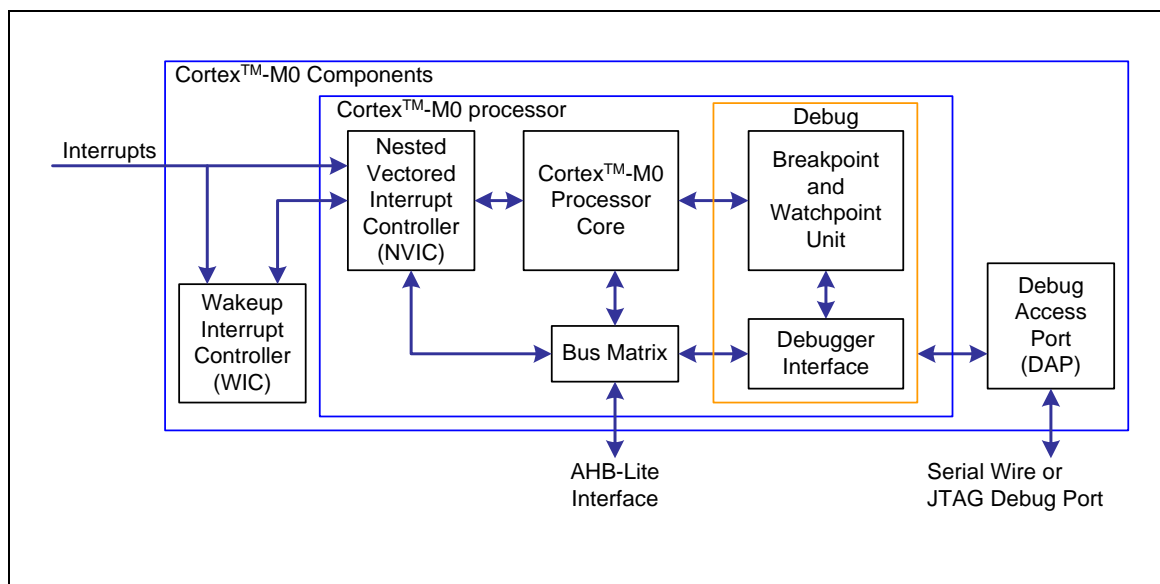 Cortex™-M0 Components
Cortex™-M0 processor
Debug
Interrupts
Nested
Vectored
Interrupt
Controller
(NVIC)
Cortex™-M0
Processor
Core
Breakpoint
and
Watchpoint
Unit
Wakeup
Interrupt
Controller
(WIC)
Bus Matrix
Debugger
Interface
Debug
Access
Port
(DAP)
AHB-Lite
Interface
Serial Wire or
JTAG Debug Port